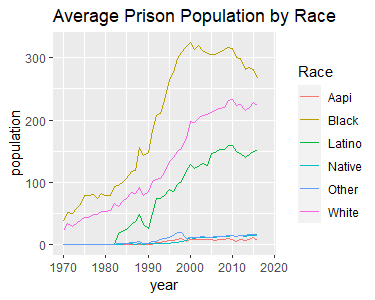 Average Prison Population by Race
300
200
100
0
population
1970 1980 1990 2000 2010 2020
year
Race
Aapi
Black
Latino
Native
Other
White